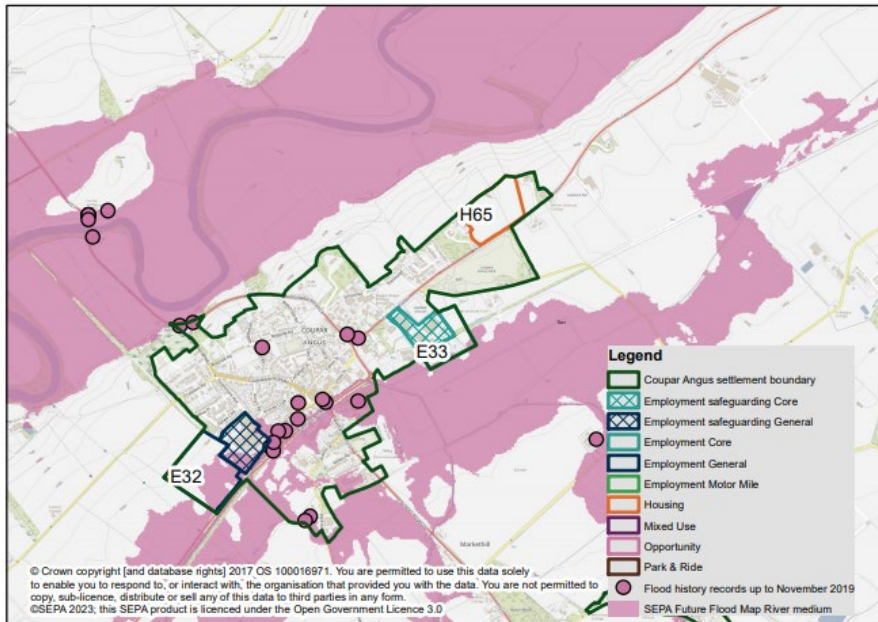 H65
COUPAR
ANGUS
E33
E32
Markethill
Legend
Coupar Angus settlement boundary
Employment safeguarding Core
Employment safeguarding General
Employment Core
Employment General
Employment Motor Mile
Housing
Mixed Use
Opportunity
Park & Ride
Flood history records up to November 2019
SEPA Future Flood Map River medium
© Crown copyright [and database rights] 2017 OS 100016971. You are permitted to use this data solely
to enable you to respond to, or interact with, the organisation that provided you with the data. You are not permitted to
copy, sub-licence, distribute or sell any of this data to third parties in any form.
©SEPA 2023; this SEPA product is licenced under the Open Government Licence 3.0